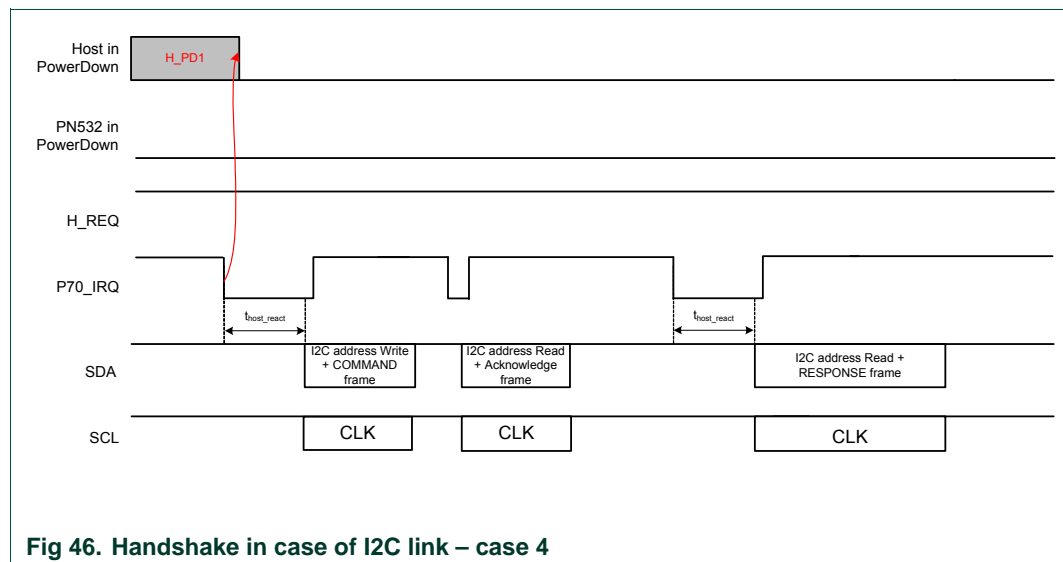 Host in
PowerDown
H_PD1
PN532 in
PowerDown
H_REQ
P70_IRQ
thost_react
thost_react
SDA
I2C address Write
+ COMMAND
frame
I2C address Read
+ Acknowledge
frame
I2C address Read +
RESPONSE frame
SCL
CLK
CLK
CLK
Fig 46. Handshake in case of I2C link – case 4